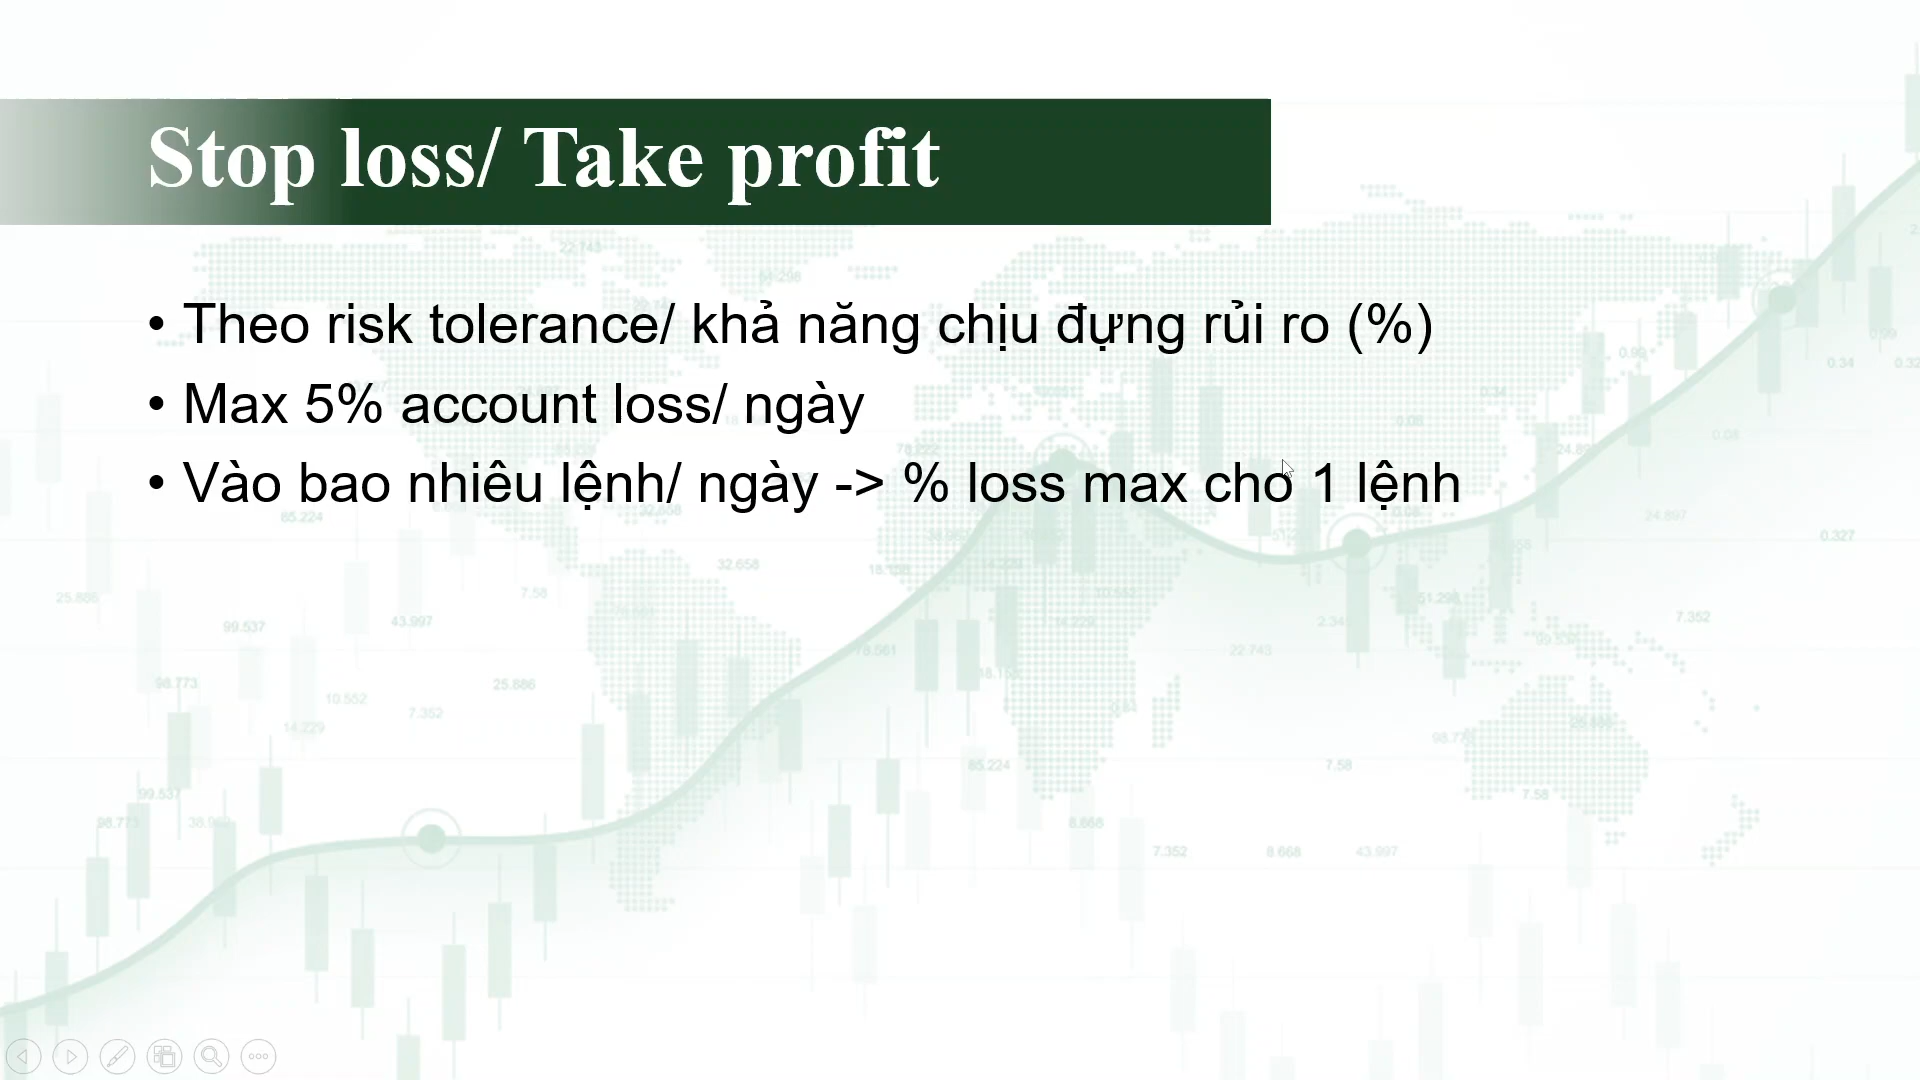 Stop loss/ Take profit
• Theo risk tolerance/ khả năng chịu đựng rủi ro (%)
• Max 5% account loss/ ngày
• Vào bao nhiêu lệnh/ ngày -> % loss max cho 1 lệnh